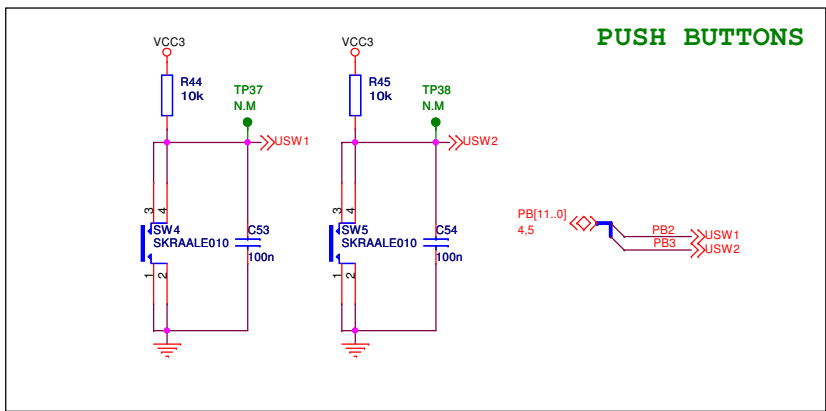 PUSH BUTTONS
VCC3
VCC3
R44
10k
R45
10k
TP37
N.M
TP38
N.M
USW1
USW2
3
4
3
4
PB[11..0]
4,5
SW4
SKRAALE010
C53
100n
SW5
SKRAALE010
C54
100n
PB2
USW1
PB3
USW2
1
2
1
2